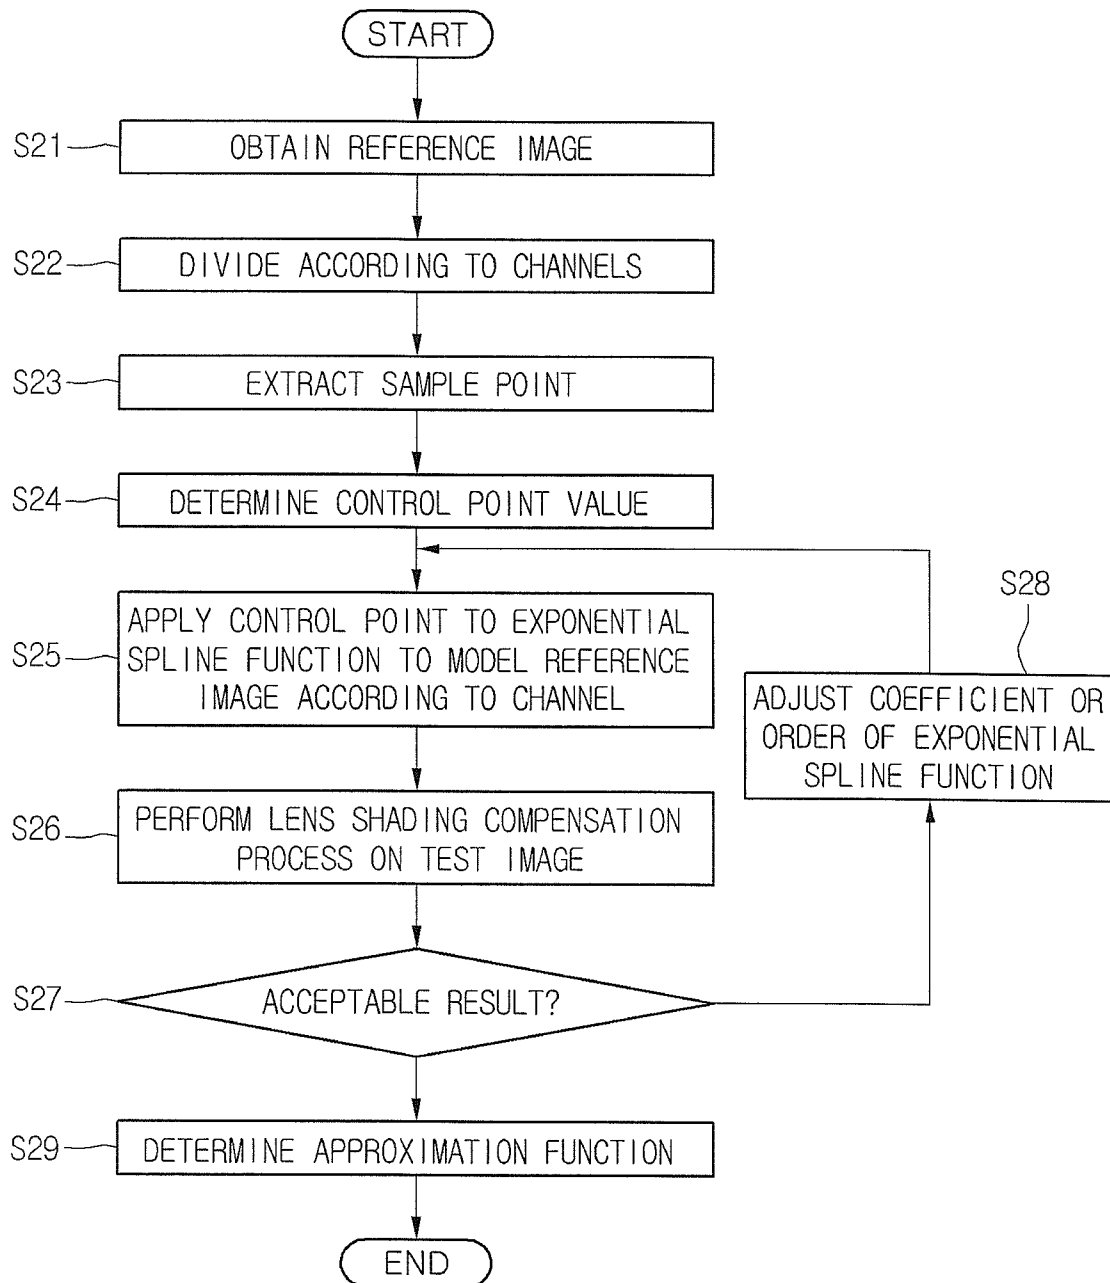 START
S21
OBTAIN REFERENCE IMAGE
S22
DIVIDE ACCORDING TO CHANNELS
S23
EXTRACT SAMPLE POINT
S24
DETERMINE CONTROL POINT VALUE
S25
APPLY CONTROL POINT TO EXPONENTIAL
SPLINE FUNCTION TO MODEL REFERENCE
IMAGE ACCORDING TO CHANNEL
S28
ADJUST COEFFICIENT OR
ORDER OF EXPONENTIAL
SPLINE FUNCTION
S26
PERFORM LENS SHADING COMPENSATION
PROCESS ON TEST IMAGE
S27
ACCEPTABLE RESULT?
S29
DETERMINE APPROXIMATION FUNCTION
END